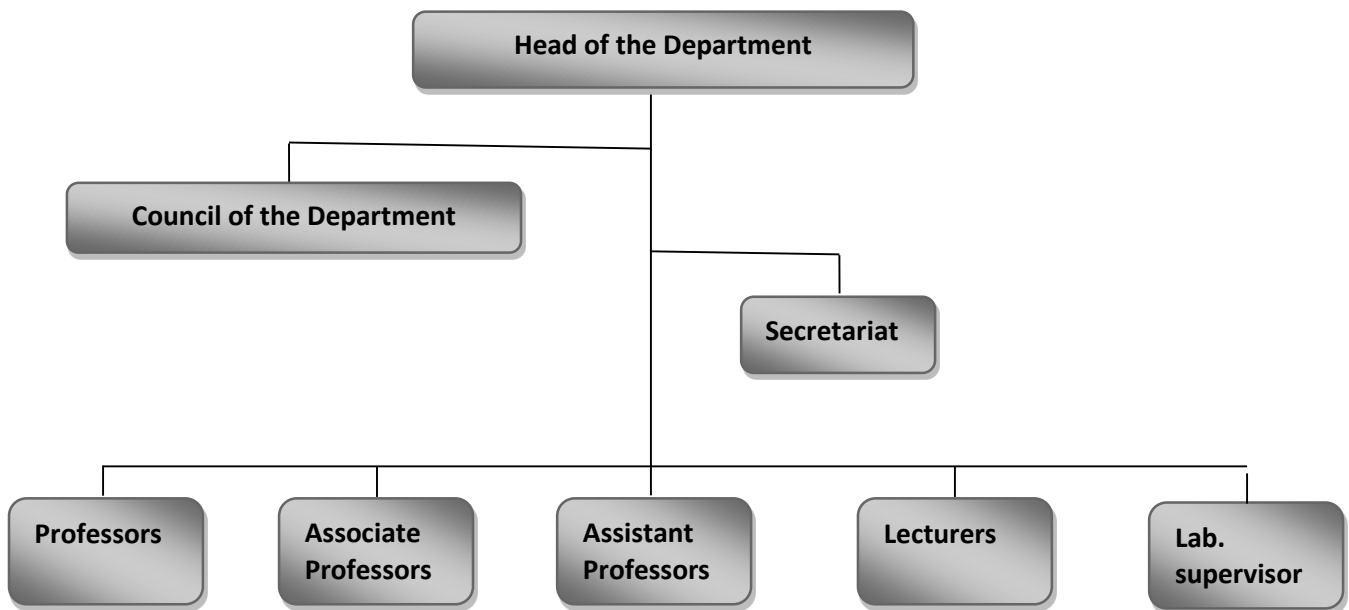 Head of the Department
Council of the Department
Secretariat
Professors
Associate
Professors
Assistant
Professors
Lecturers
Lab.
supervisor